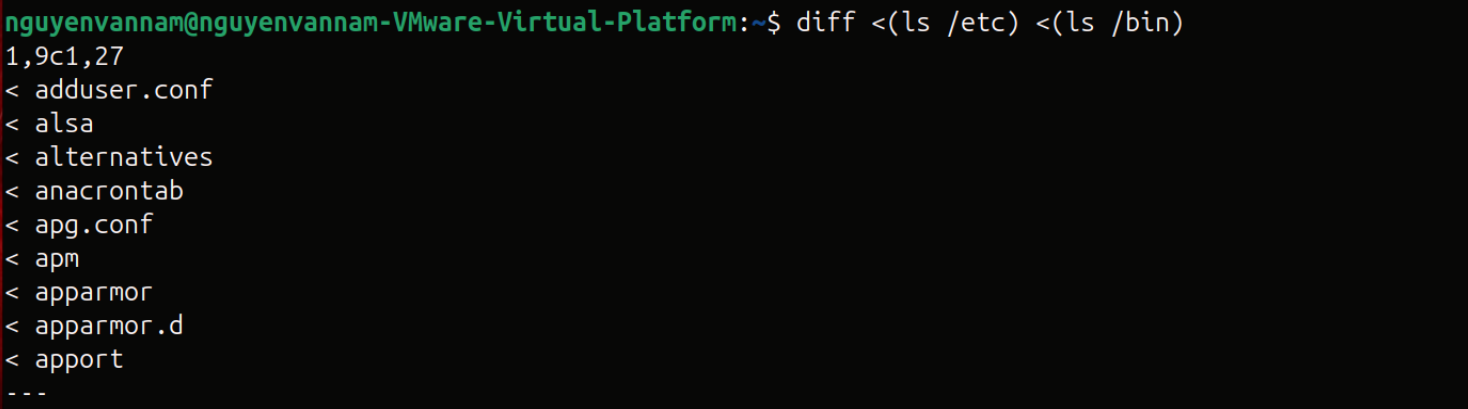 nguyenvannam@nguyenvannam-VMware-Virtual-Platform:~$ diff <(ls /etc) <(ls /bin)
1,9c1,27
< adduser.conf
< alsa
< alternatives
< anacrontab
< apg.conf
< apm
< apparmor
< apparmor.d
< apport
---